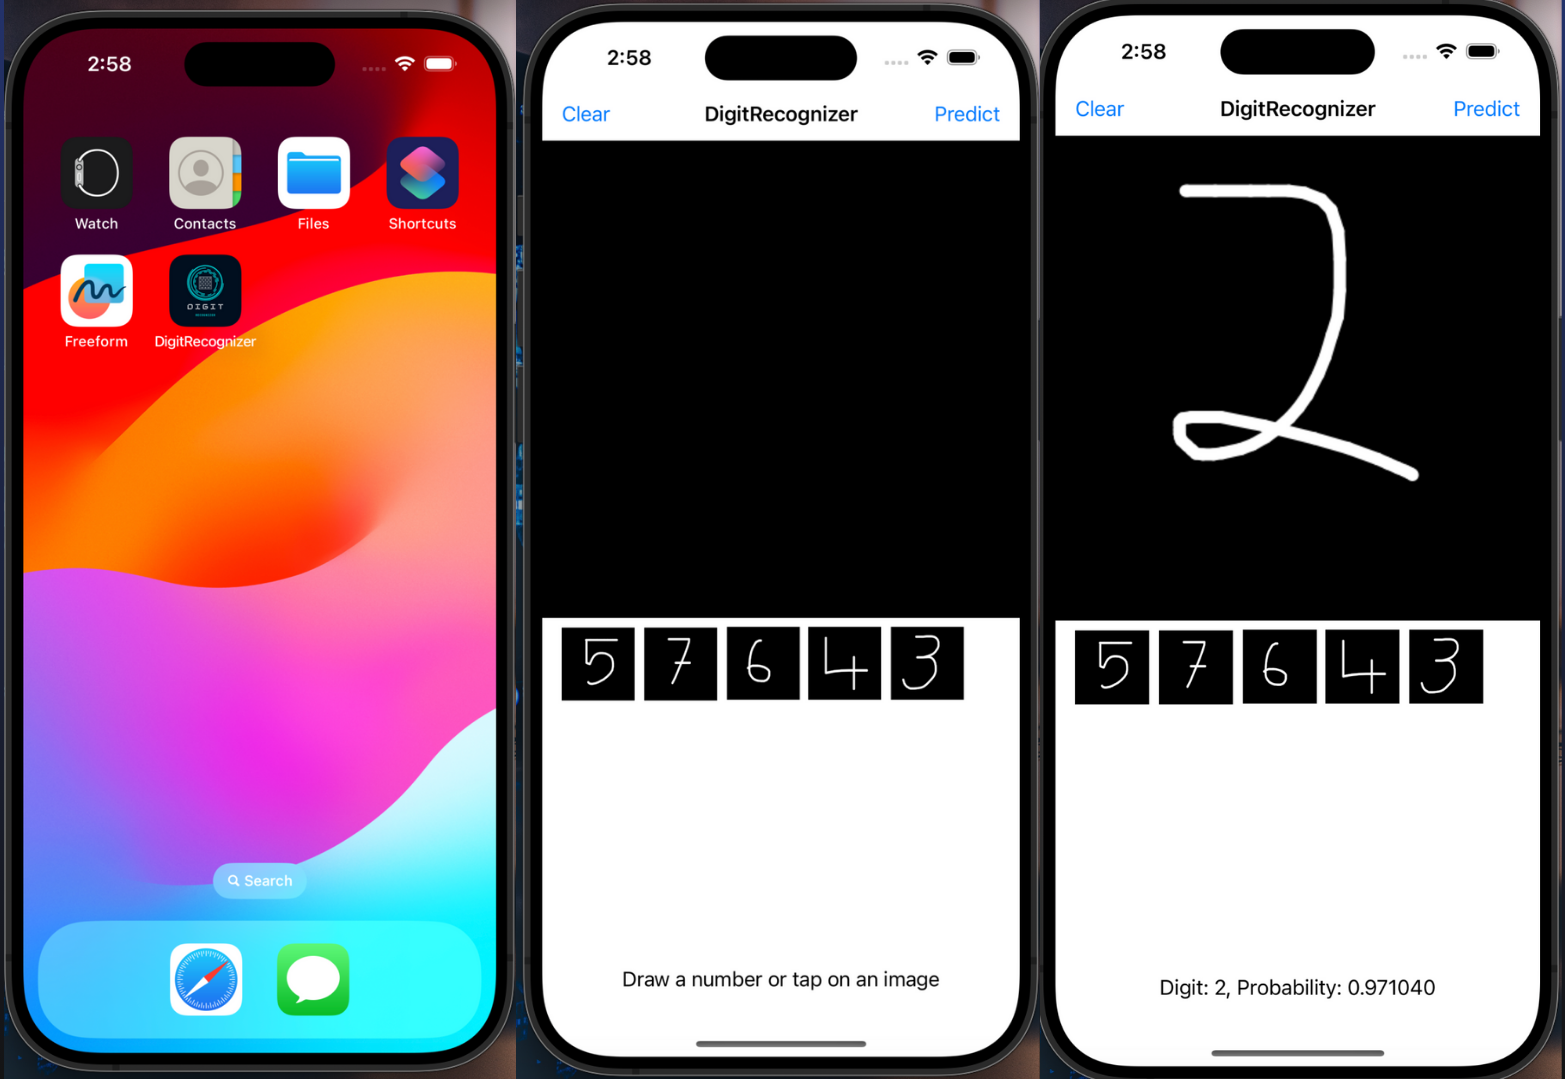 2:58
Watch Contacts Files Shortcuts
DIGIT
Freeform DigitRecognizer
Search
2:58
Clear DigitRecognizer Predict
5 7 6 4 3
Draw a number or tap on an image
2:58
Clear DigitRecognizer Predict
2
5 7 6 4 3
Digit: 2, Probability: 0.971040